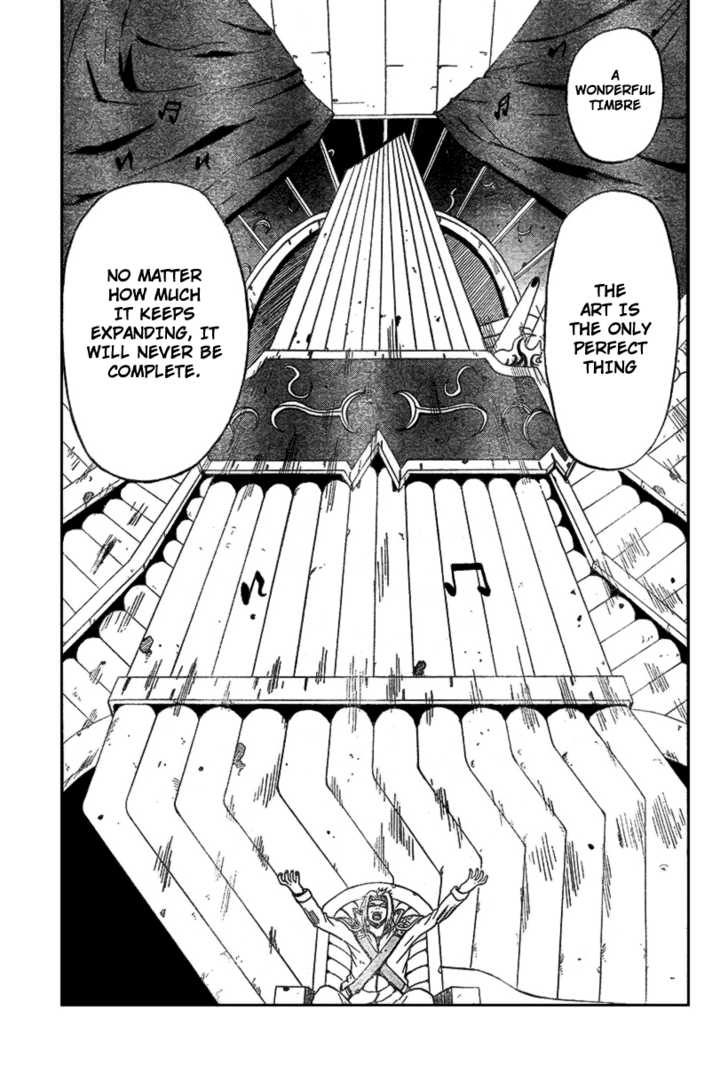 A
WONDERFUL
TIMBRE
THE
ART IS
THE ONLY
PERFECT
THING
NO MATTER
HOW MUCH
IT KEEPS
EXPANDING, IT
WILL NEVER BE
COMPLETE.